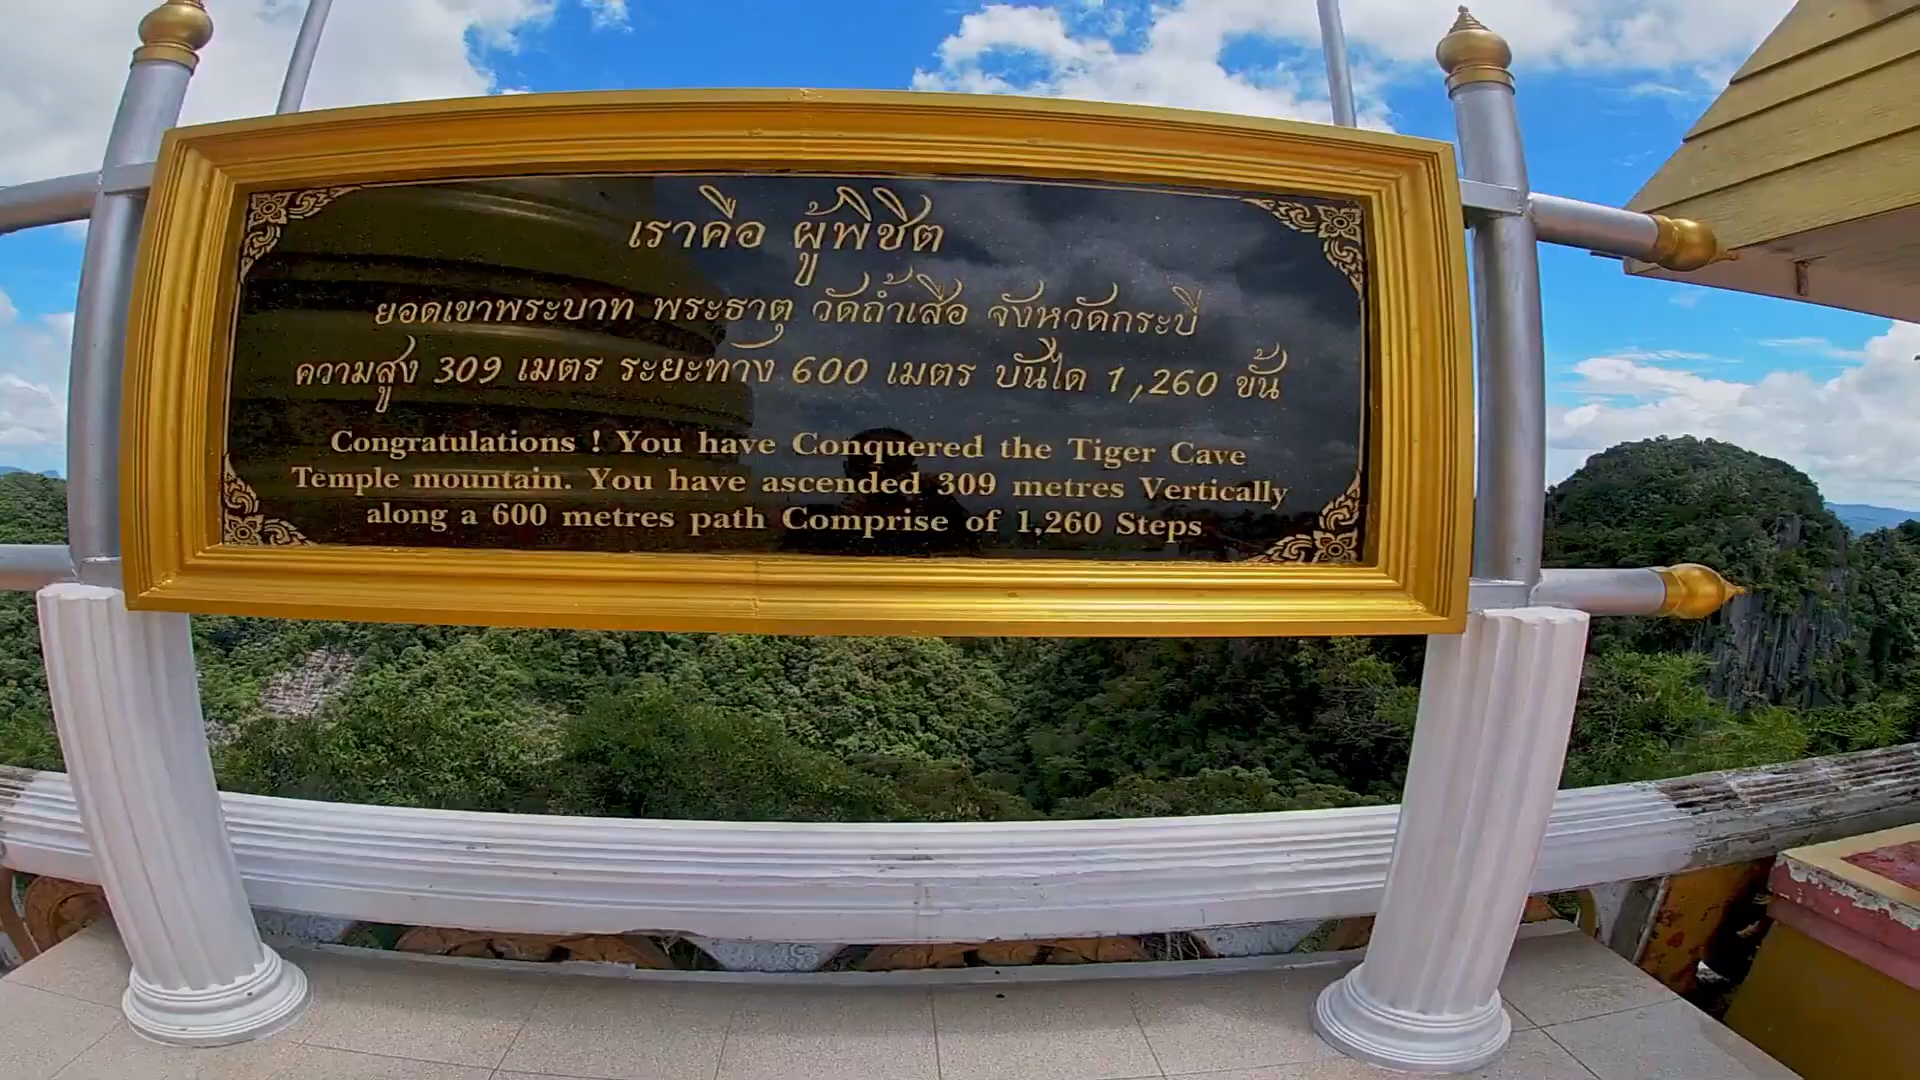 เราคือ ผู้พิชิต
ยอดเขาพระบาท พระธาตุ วัดถ้ำเสือ จังหวัดกระบี่
ความสูง 309 เมตร ระยะทาง 600 เมตร บันได 1,260 ขั้น
Congratulations ! You have Conquered the Tiger Cave
Temple mountain. You have ascended 309 metres Vertically
along a 600 metres path Comprise of 1,260 Steps